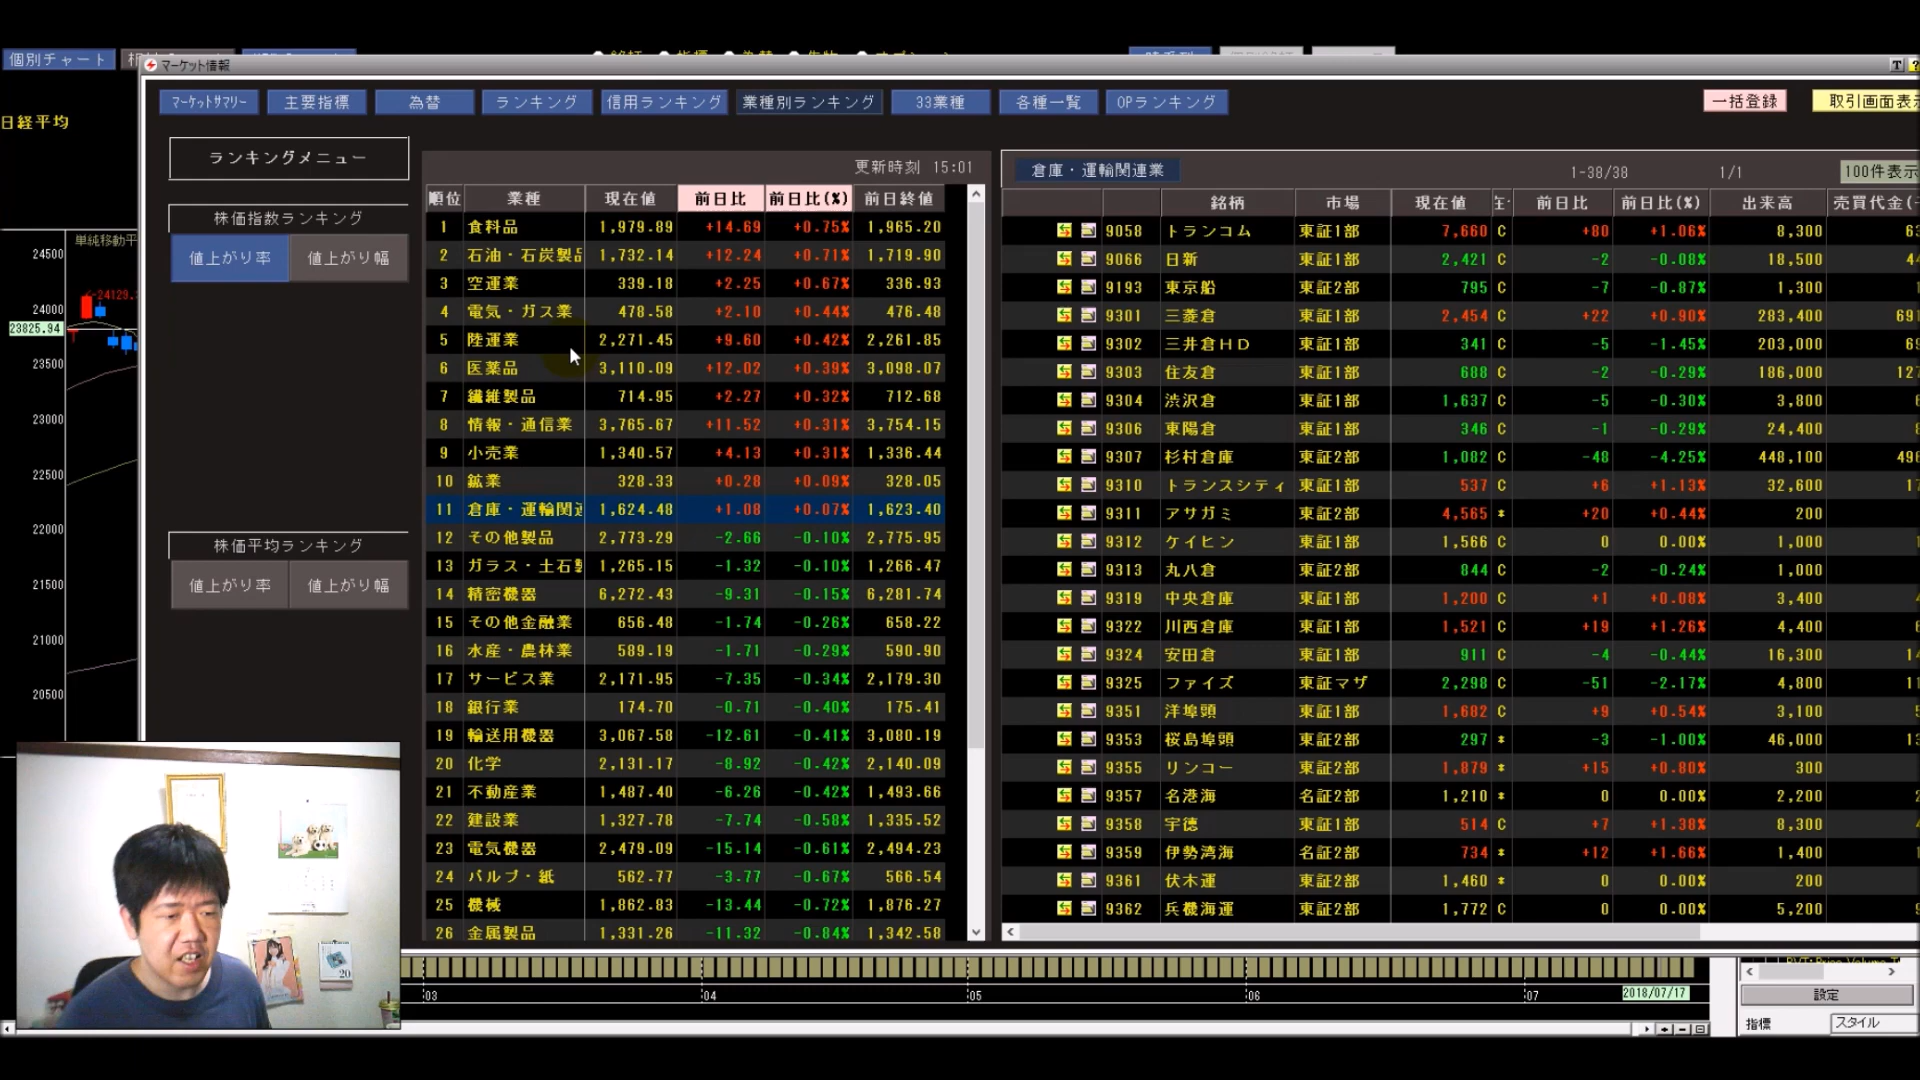 個別チャート
マーケット情報
マーケットサマリー 主要指標 為替 ランキング 信用ランキング 業種別ランキング 33業種 各種一覧 OPランキング 一括登録 取引画面表
日経平均
ランキングメニュー
株価指数ランキング
値上がり率 値上がり幅
株価平均ランキング
値上がり率 値上がり幅
単純移動平
24500
24129.
24000
23825.94
23500
23000
22500
22000
21500
21000
20500
更新時刻 15:01
順位 業種 現在値 前日比 前日比(%) 前日終値
1 食料品 1,979.89 +14.69 +0.75% 1,965.20
2 石油・石炭製品 1,732.14 +12.24 +0.71% 1,719.90
3 空運業 339.18 +2.25 +0.67% 336.93
4 電気・ガス業 478.58 +2.10 +0.44% 476.48
5 陸運業 2,271.45 +9.60 +0.42% 2,261.85
6 医薬品 3,110.09 +12.02 +0.39% 3,098.07
7 繊維製品 714.95 +2.27 +0.32% 712.68
8 情報・通信業 3,765.67 +11.52 +0.31% 3,754.15
9 小売業 1,340.57 +4.13 +0.31% 1,336.44
10 鉱業 328.33 +0.28 +0.09% 328.05
11 倉庫・運輸関連 1,624.48 +1.08 +0.07% 1,623.40
12 その他製品 2,773.29 -2.66 -0.10% 2,775.95
13 ガラス・土石製 1,265.15 -1.32 -0.10% 1,266.47
14 精密機器 6,272.43 -9.31 -0.15% 6,281.74
15 その他金融業 656.48 -1.74 -0.26% 658.22
16 水産・農林業 589.19 -1.71 -0.29% 590.90
17 サービス業 2,171.95 -7.35 -0.34% 2,179.30
18 銀行業 174.70 -0.71 -0.40% 175.41
19 輸送用機器 3,067.58 -12.61 -0.41% 3,080.19
20 化学 2,131.17 -8.92 -0.42% 2,140.09
21 不動産業 1,487.40 -6.26 -0.42% 1,493.66
22 建設業 1,327.78 -7.74 -0.58% 1,335.52
23 電気機器 2,479.09 -15.14 -0.61% 2,494.23
24 パルプ・紙 562.77 -3.77 -0.67% 566.54
25 機械 1,862.83 -13.44 -0.72% 1,876.27
26 金属製品 1,331.26 -11.32 -0.84% 1,342.58
倉庫・運輸関連業 1-38/38 1/1 100件表示
銘柄 市場 現在値 前日比 前日比(%) 出来高 売買代金(
9058 トランコム 東証1部 7,660 C +80 +1.06% 8,300 63
9066 日新 東証1部 2,421 C -2 -0.08% 18,500 44
9193 東京船 東証2部 795 C -7 -0.87% 1,300
9301 三菱倉 東証1部 2,454 C +22 +0.90% 283,400 691
9302 三井倉HD 東証1部 341 C -5 -1.45% 203,000 69
9303 住友倉 東証1部 688 C -2 -0.29% 186,000 127
9304 渋沢倉 東証1部 1,637 C -5 -0.30% 3,800
9306 東陽倉 東証1部 346 C -1 -0.29% 24,400
9307 杉村倉庫 東証2部 1,082 C -48 -4.25% 448,100 496
9310 トランスシティ 東証1部 537 C +6 +1.13% 32,600 17
9311 アサガミ 東証2部 4,565 * +20 +0.44% 200
9312 ケイヒン 東証1部 1,566 C 0 0.00% 1,000
9313 丸八倉 東証2部 844 C -2 -0.24% 1,000
9319 中央倉庫 東証1部 1,200 C +1 +0.08% 3,400
9322 川西倉庫 東証1部 1,521 C +19 +1.26% 4,400
9324 安田倉 東証1部 911 C -4 -0.44% 16,300 14
9325 ファイズ 東証マザ 2,298 C -51 -2.17% 4,800 11
9351 洋埠頭 東証1部 1,682 C +9 +0.54% 3,100
9353 桜島埠頭 東証2部 297 * -3 -1.00% 46,000 13
9355 リンコー 東証2部 1,879 * +15 +0.80% 300
9357 名港海 名証2部 1,210 * 0 0.00% 2,200
9358 宇徳 東証1部 514 C +7 +1.38% 8,300
9359 伊勢湾海 名証2部 734 * +12 +1.66% 1,400
9361 伏木運 東証2部 1,460 * 0 0.00% 200
9362 兵機海運 東証2部 1,772 C 0 0.00% 5,200
03 04 05 06 07 2018/07/17
設定
指標 スタイル
20